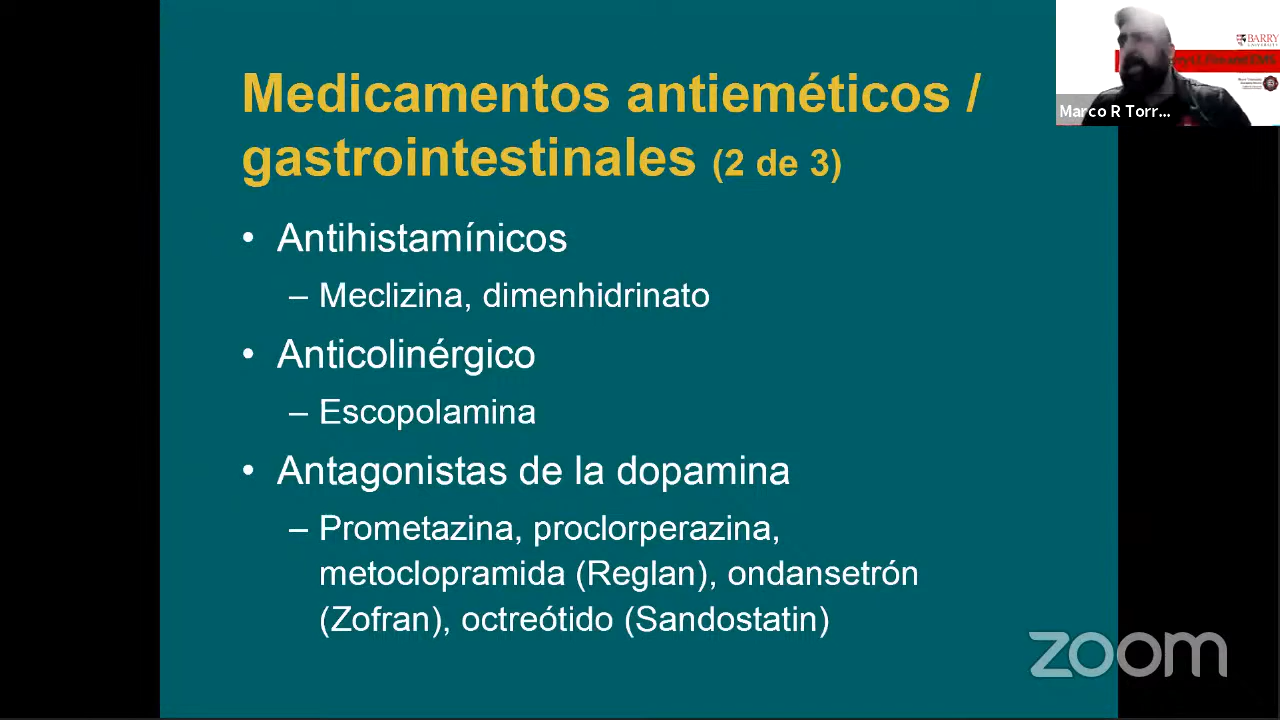 Medicamentos antieméticos /
gastrointestinales (2 de 3)
• Antihistamínicos
– Meclizina, dimenhidrinato
• Anticolinérgico
– Escopolamina
• Antagonistas de la dopamina
– Prometazina, proclorperazina,
metoclopramida (Reglan), ondansetrón
(Zofran), octreótido (Sandostatin)
BARRY
Marco R Torr...
zoom